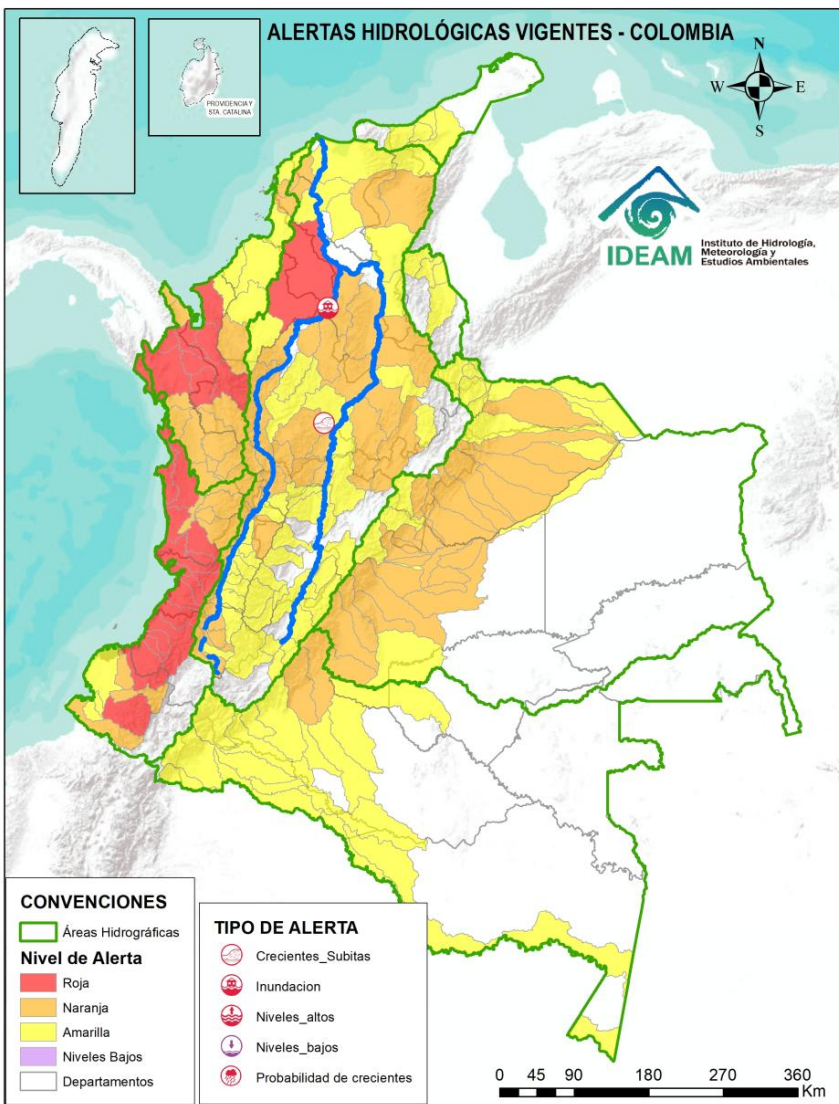 ALERTAS HIDROLÓGICAS VIGENTES - COLOMBIA
PROVIDENCIA Y
STA. CATALINA
N
W
E
S
IDEAM
Instituto de Hidrología,
Meteorología y
Estudios Ambientales
CONVENCIONES
Áreas Hidrográficas
Nivel de Alerta
Roja
Naranja
Amarilla
Niveles Bajos
Departamentos
TIPO DE ALERTA
Crecientes_Subitas
Inundacion
Niveles_altos
Niveles_bajos
Probabilidad de crecientes
0 45 90 180 270 360
Km